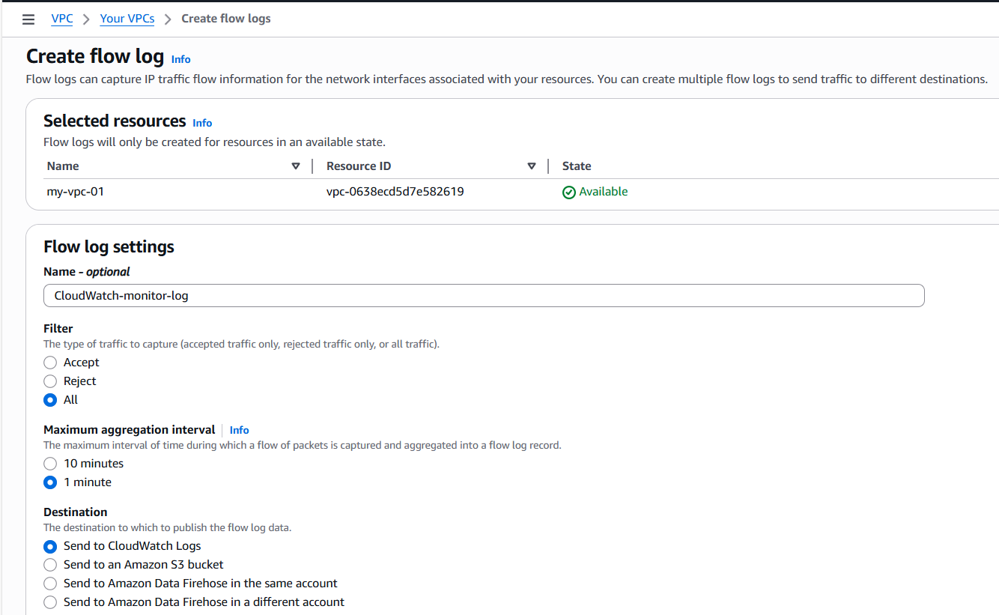 VPC > Your VPCs > Create flow logs
Create flow log Info
Flow logs can capture IP traffic flow information for the network interfaces associated with your resources. You can create multiple flow logs to send traffic to different destinations.
Selected resources Info
Flow logs will only be created for resources in an available state.
Name Resource ID State
my-vpc-01 vpc-0638ecd5d7e582619 Available
Flow log settings
Name - optional
CloudWatch-monitor-log
Filter
The type of traffic to capture (accepted traffic only, rejected traffic only, or all traffic).
Accept
Reject
All
Maximum aggregation interval Info
The maximum interval of time during which a flow of packets is captured and aggregated into a flow log record.
10 minutes
1 minute
Destination
The destination to which to publish the flow log data.
Send to CloudWatch Logs
Send to an Amazon S3 bucket
Send to Amazon Data Firehose in the same account
Send to Amazon Data Firehose in a different account